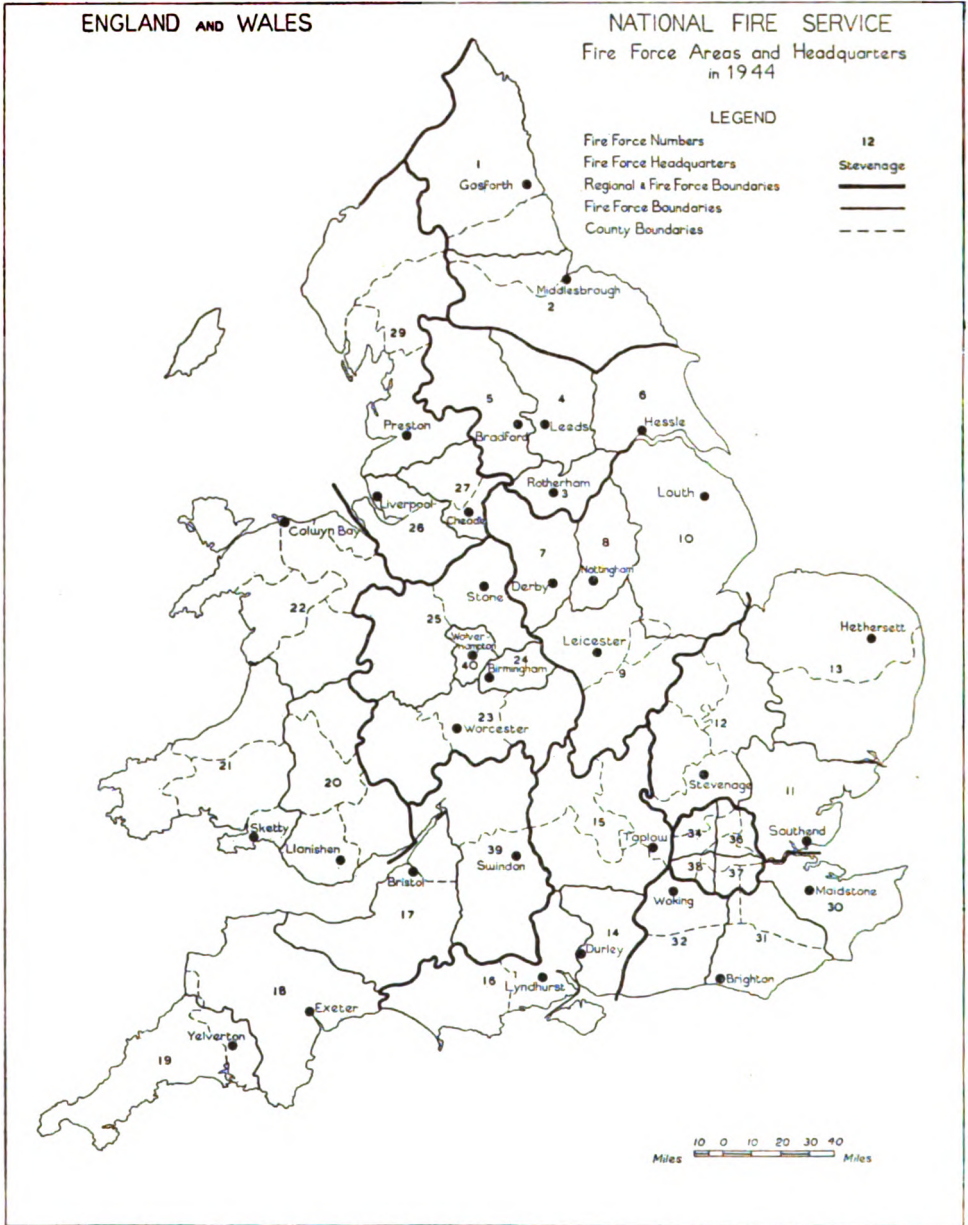 ENGLAND AND WALES
NATIONAL FIRE SERVICE
Fire Force Areas and Headquarters
in 1944
LEGEND
Fire Force Numbers 12
Fire Force Headquarters Stevenage
Regional & Fire Force Boundaries
Fire Force Boundaries
County Boundaries
1
Gosforth
Middlesbrough
2
29
5
4
6
Preston
Bradford
Leeds
Hessle
27
Rotherham
3
Liverpool
Cheadle
Louth
26
Colwyn Bay
7
8
10
Derby
Nottingham
Stone
22
25
Wolver-
hampton
40
24
Birmingham
Leicester
9
Hethersett
13
23
Worcester
12
21
20
Stevenage
11
Sketty
Llanishen
39
Swindon
15
Taplow
34
36
38
37
Southend
Bristol
17
Woking
Maidstone
30
14
Durley
32
31
16
Lyndhurst
Brighton
18
Exeter
Yelverton
19
10 0 10 20 30 40
Miles Miles